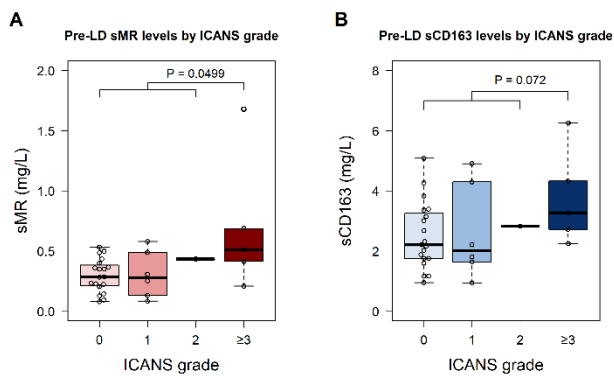 A
Pre-LD sMR levels by ICANS grade
2.0
1.5
1.0
0.5
0.0
sMR (mg/L)
P = 0.0499
0
1
2
≥3
ICANS grade
B
Pre-LD sCD163 levels by ICANS grade
8
6
4
2
0
sCD163 (mg/L)
P = 0.072
0
1
2
≥3
ICANS grade